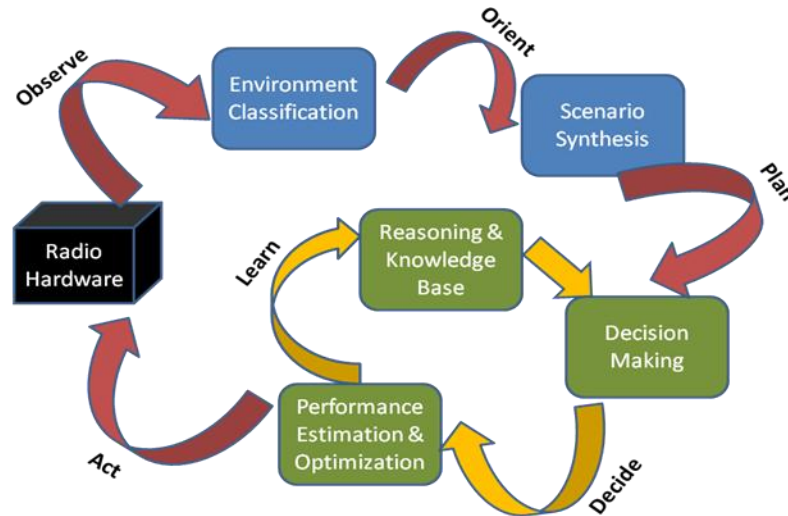 Observe
Environment
Classification
Orient
Scenario
Synthesis
Plan
Radio
Hardware
Learn
Reasoning &
Knowledge
Base
Decision
Making
Performance
Estimation &
Optimization
Act
Decide